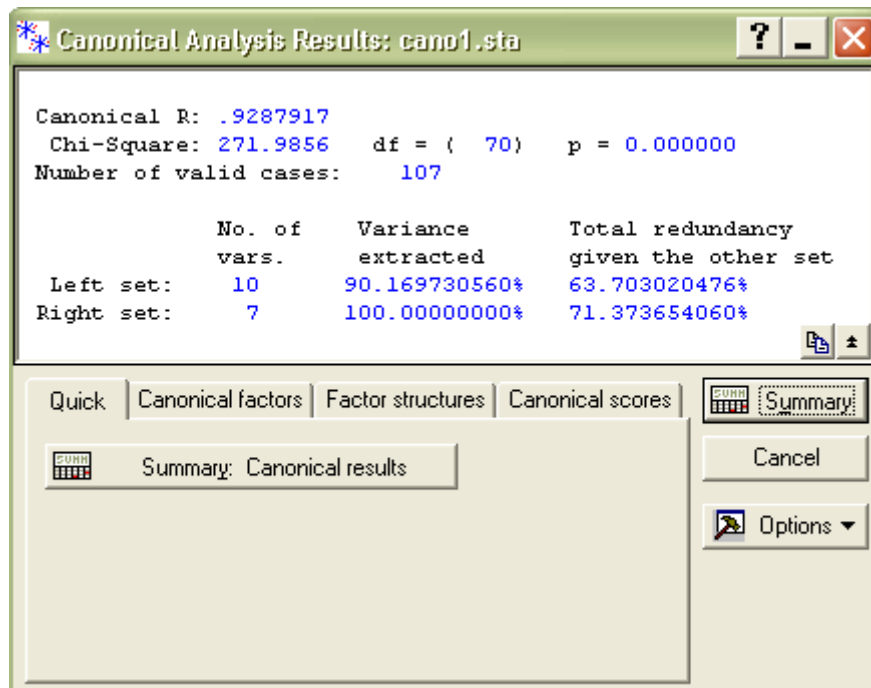 Canonical Analysis Results: cano1.sta
?
Canonical R: .9287917
Chi-Square: 271.9856 df = ( 70) p = 0.000000
Number of valid cases: 107
No. of Variance Total redundancy
vars. extracted given the other set
Left set: 10 90.169730560% 63.703020476%
Right set: 7 100.00000000% 71.373654060%
Quick Canonical factors Factor structures Canonical scores
SUMM Summary
SUMM Summary: Canonical results
Cancel
Options